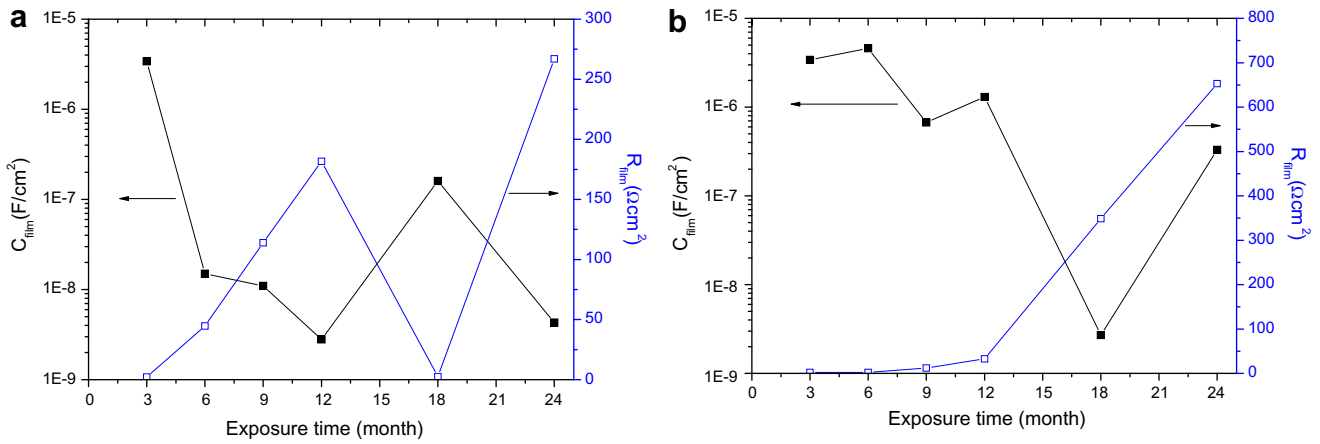 a
1E-5
1E-6
1E-7
1E-8
1E-9
C_film(F/cm²)
300
250
200
150
100
50
0
R_film(Ωcm²)
0 3 6 9 12 15 18 21 24
Exposure time (month)
b
1E-5
1E-6
1E-7
1E-8
1E-9
C_film(F/cm²)
800
700
600
500
400
300
200
100
0
R_film(Ωcm²)
0 3 6 9 12 15 18 21 24
Exposure time (month)